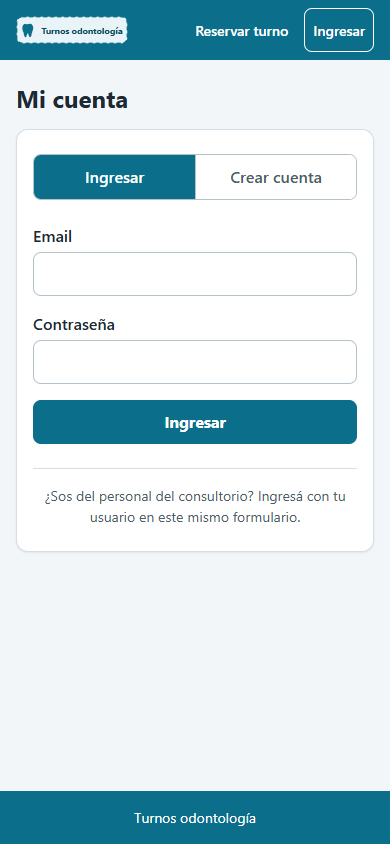 Turnos odontología
Reservar turno
Ingresar
Mi cuenta
Ingresar
Crear cuenta
Email
Contraseña
Ingresar
¿Sos del personal del consultorio? Ingresá con tu
usuario en este mismo formulario.
Turnos odontología